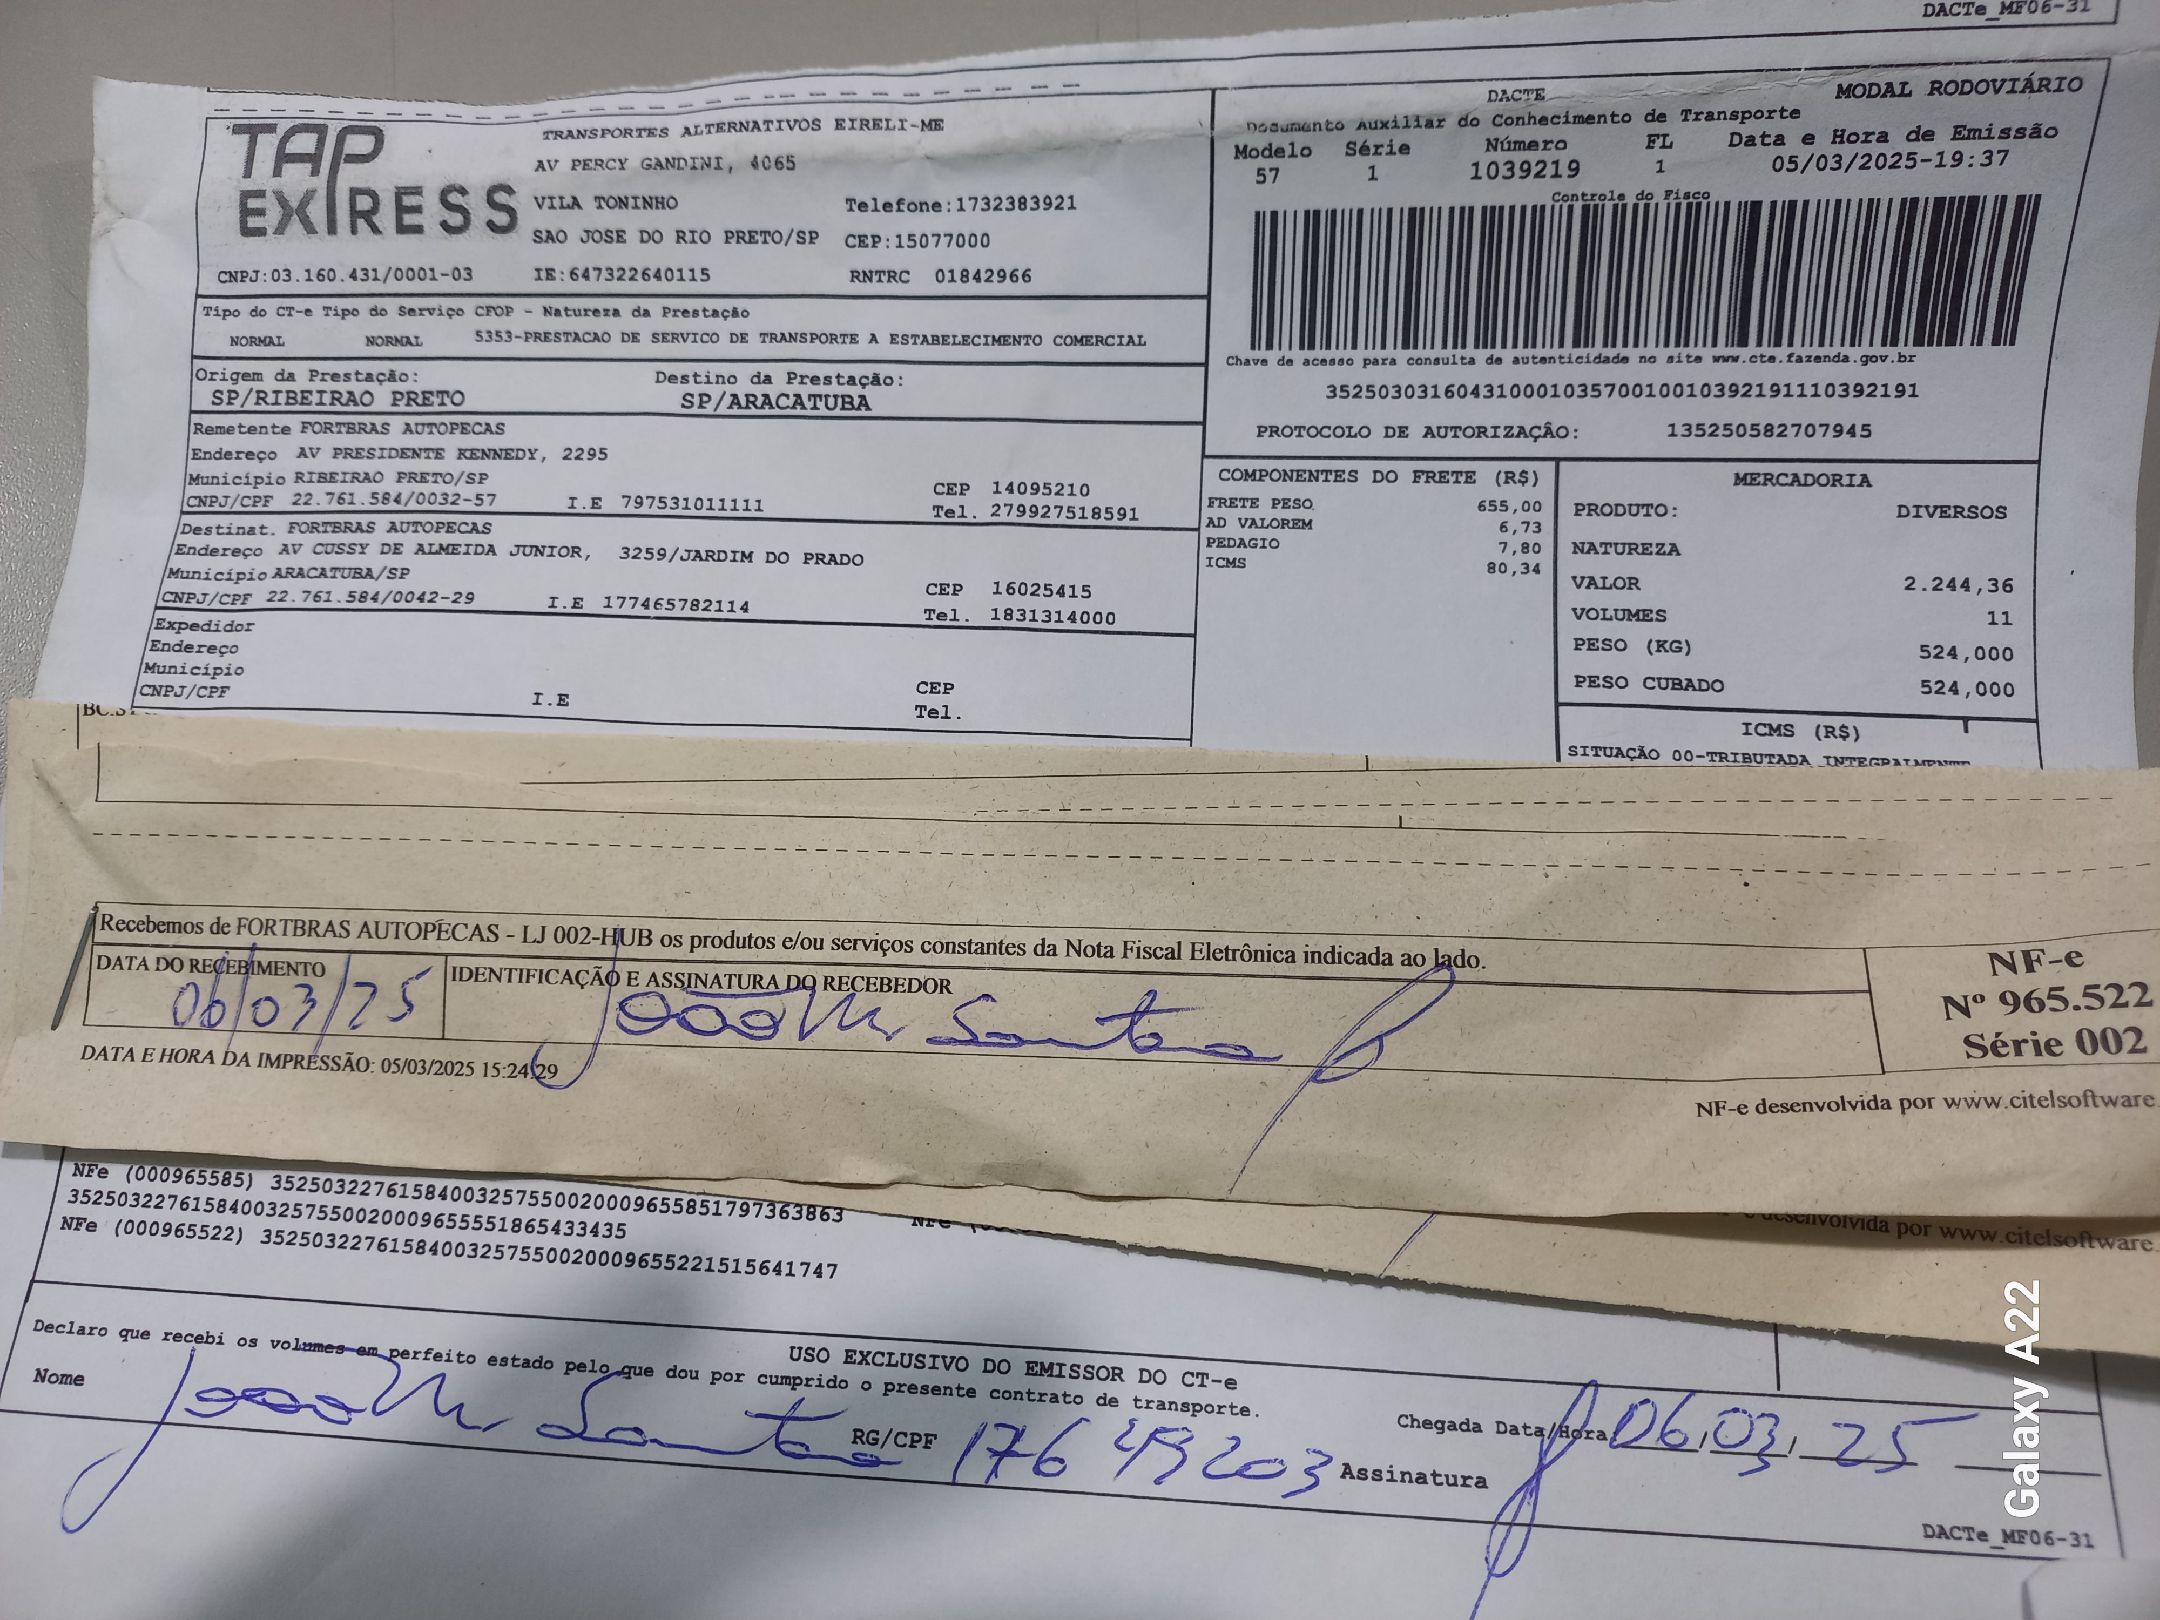 DACTe_MF06-31
TAP EXPRESS
TRANSPORTES ALTERNATIVOS EIRELI-ME
AV PERCY GANDINI, 4065
VILA TONINHO Telefone:1732383921
SAO JOSE DO RIO PRETO/SP CEP:15077000
CNPJ:03.160.431/0001-03 IE:647322640115 RNTRC 01842966
DACTE MODAL RODOVIÁRIO
Documento Auxiliar do Conhecimento de Transporte
Modelo Série Número FL Data e Hora de Emissão
57 1 1039219 1 05/03/2025-19:37
Controle do Fisco
Chave de acesso para consulta de autenticidade no site www.cte.fazenda.gov.br
35250303160431000103570010010392191110392191
PROTOCOLO DE AUTORIZAÇÂO: 135250582707945
Tipo do CT-e Tipo do Serviço CFOP - Natureza da Prestação
NORMAL NORMAL 5353-PRESTACAO DE SERVICO DE TRANSPORTE A ESTABELECIMENTO COMERCIAL
Origem da Prestação: Destino da Prestação:
SP/RIBEIRAO PRETO SP/ARACATUBA
Remetente FORTBRAS AUTOPECAS
Endereço AV PRESIDENTE KENNEDY, 2295
Município RIBEIRAO PRETO/SP CEP 14095210
CNPJ/CPF 22.761.584/0032-57 I.E 797531011111 Tel. 279927518591
Destinat. FORTBRAS AUTOPECAS
Endereço AV CUSSY DE ALMEIDA JUNIOR, 3259/JARDIM DO PRADO
Município ARACATUBA/SP CEP 16025415
CNPJ/CPF 22.761.584/0042-29 I.E 177465782114 Tel. 1831314000
Expedidor
Endereço
Município CEP
CNPJ/CPF I.E Tel.
COMPONENTES DO FRETE (R$)
FRETE PESO 655,00
AD VALOREM 6,73
PEDAGIO 7,80
ICMS 80,34
MERCADORIA
PRODUTO: DIVERSOS
NATUREZA
VALOR 2.244,36
VOLUMES 11
PESO (KG) 524,000
PESO CUBADO 524,000
ICMS (R$)
SITUAÇÃO 00-TRIBUTADA INTEGRALMENTE
Recebemos de FORTBRAS AUTOPECAS - LJ 002-HUB os produtos e/ou serviços constantes da Nota Fiscal Eletrônica indicada ao lado.
DATA DO RECEBIMENTO IDENTIFICAÇÃO E ASSINATURA DO RECEBEDOR
06/03/25
NF-e
Nº 965.522
Série 002
DATA E HORA DA IMPRESSÃO: 05/03/2025 15:24:29
NF-e desenvolvida por www.citelsoftware.
desenvolvida por www.citelsoftware.
NFe (000965585) 35250322761584003257550020009655851797363863
35250322761584003257550020009655551865433435
NFe (000965522) 35250322761584003257550020009655221515641747
USO EXCLUSIVO DO EMISSOR DO CT-e
Declaro que recebi os volumes em perfeito estado pelo que dou por cumprido o presente contrato de transporte.
Nome RG/CPF 17649203 Assinatura
Chegada Data/Hora 06,03,25
DACTe_MF06-31
Galaxy A22